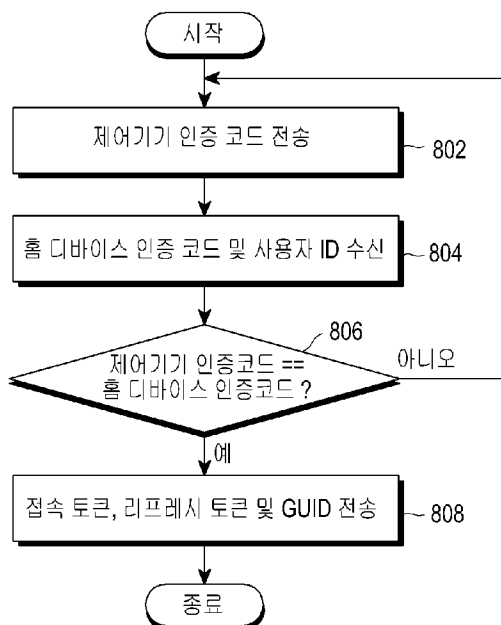 시작
제어기기 인증 코드 전송
802
홈 디바이스 인증 코드 및 사용자 ID 수신
804
806
제어기기 인증코드 ==
홈 디바이스 인증코드 ?
아니오
예
접속 토큰, 리프레시 토큰 및 GUID 전송
808
종료